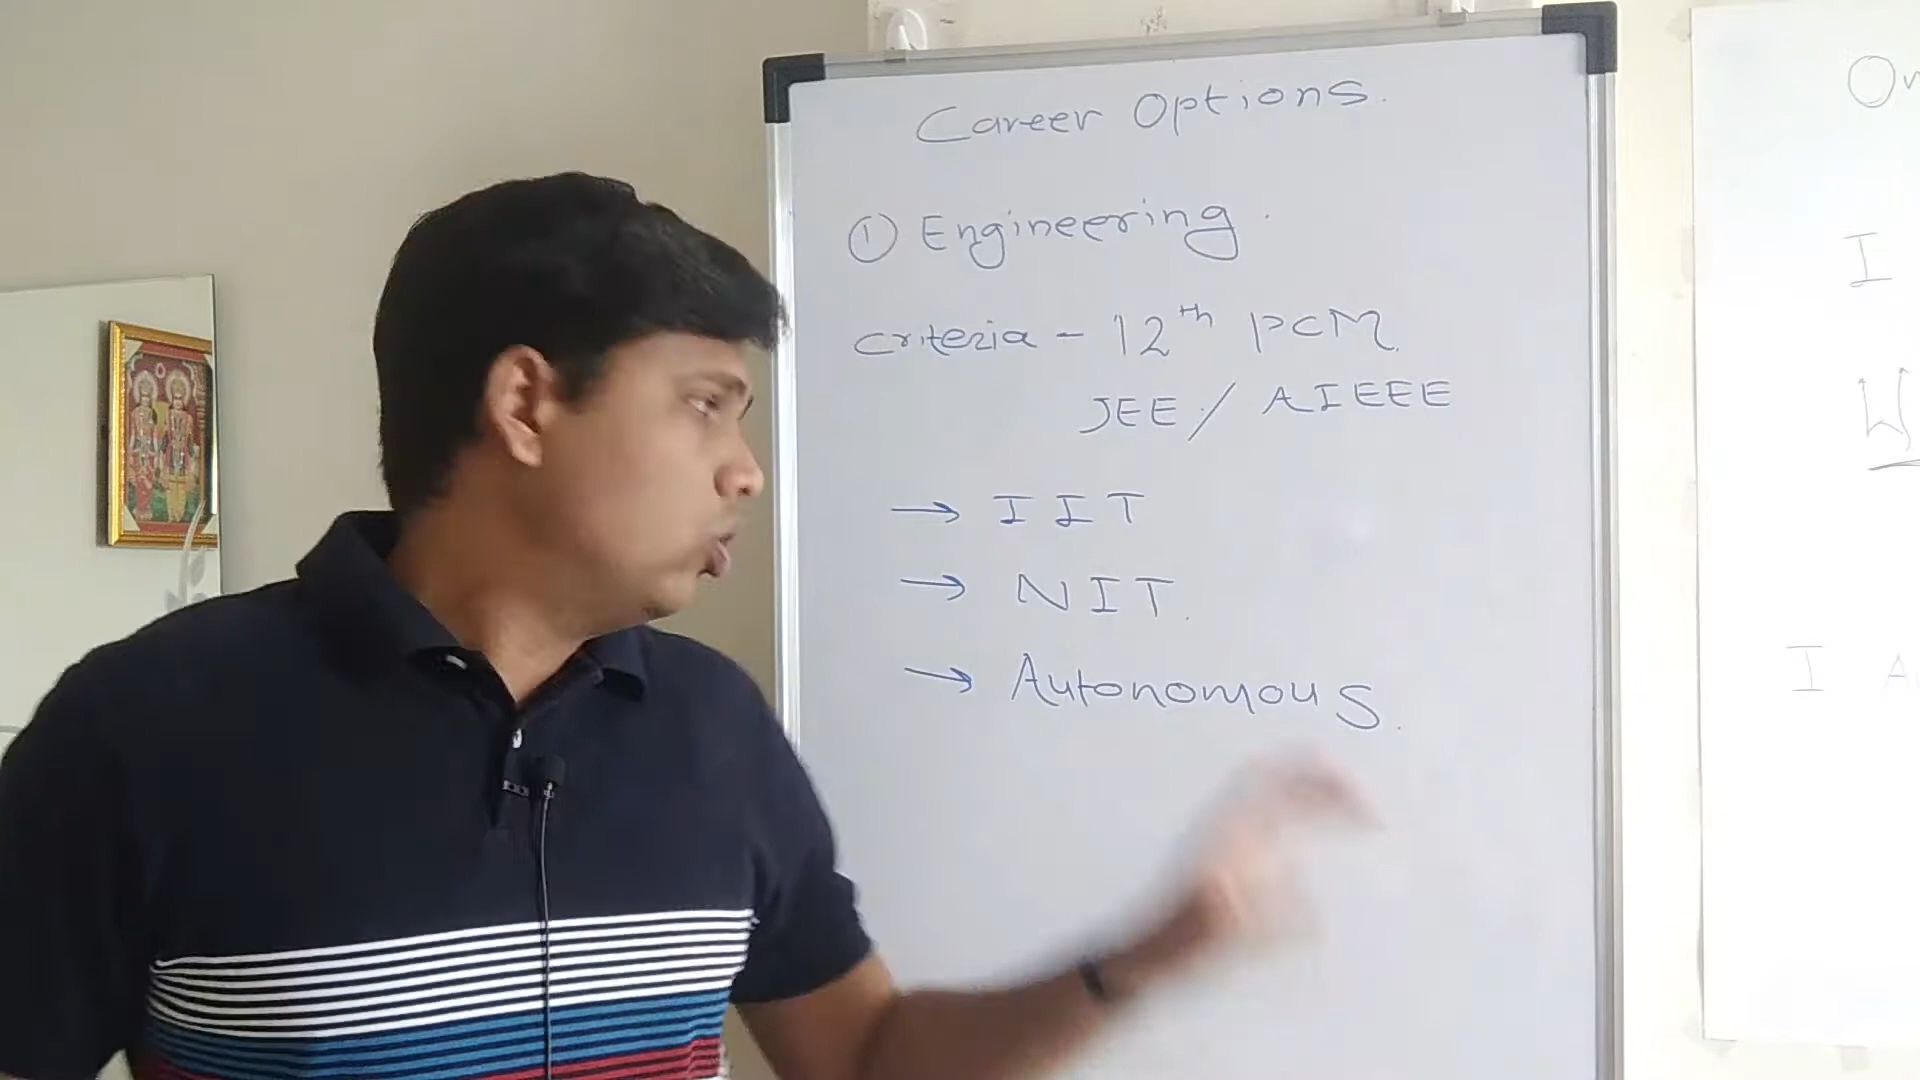 Career Options.
① Engineering.
Criteria - 12th PCM.
JEE / AIEEE
→ IIT
→ NIT.
→ Autonomous.
I
I